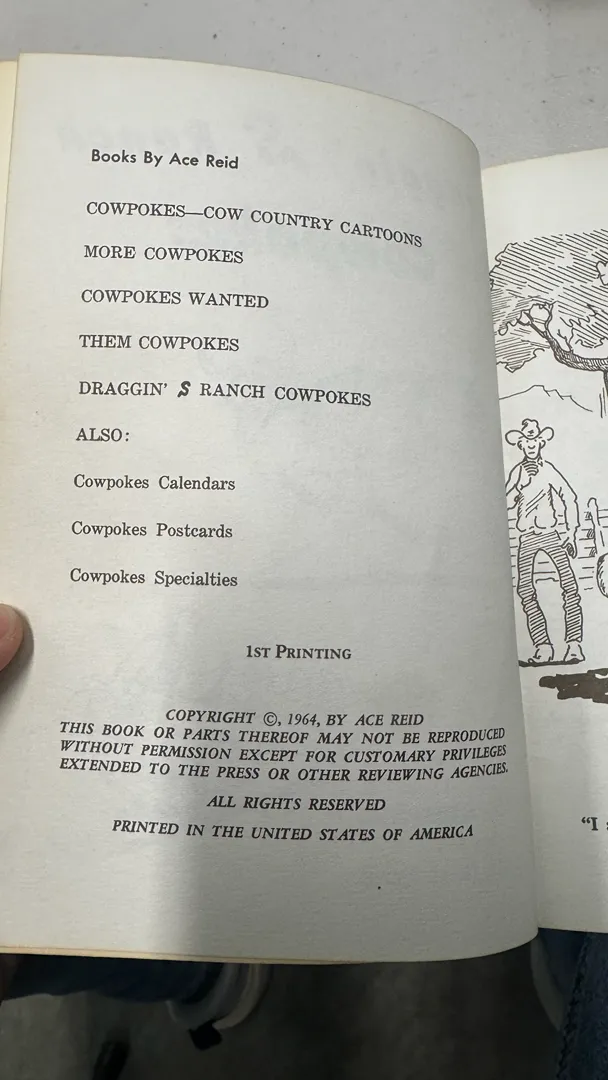 Books By Ace Reid
COWPOKES—COW COUNTRY CARTOONS
MORE COWPOKES
COWPOKES WANTED
THEM COWPOKES
DRAGGIN' S RANCH COWPOKES
ALSO:
Cowpokes Calendars
Cowpokes Postcards
Cowpokes Specialties
1ST PRINTING
COPYRIGHT ©, 1964, BY ACE REID
THIS BOOK OR PARTS THEREOF MAY NOT BE REPRODUCED
WITHOUT PERMISSION EXCEPT FOR CUSTOMARY PRIVILEGES
EXTENDED TO THE PRESS OR OTHER REVIEWING AGENCIES.
ALL RIGHTS RESERVED
PRINTED IN THE UNITED STATES OF AMERICA
"I